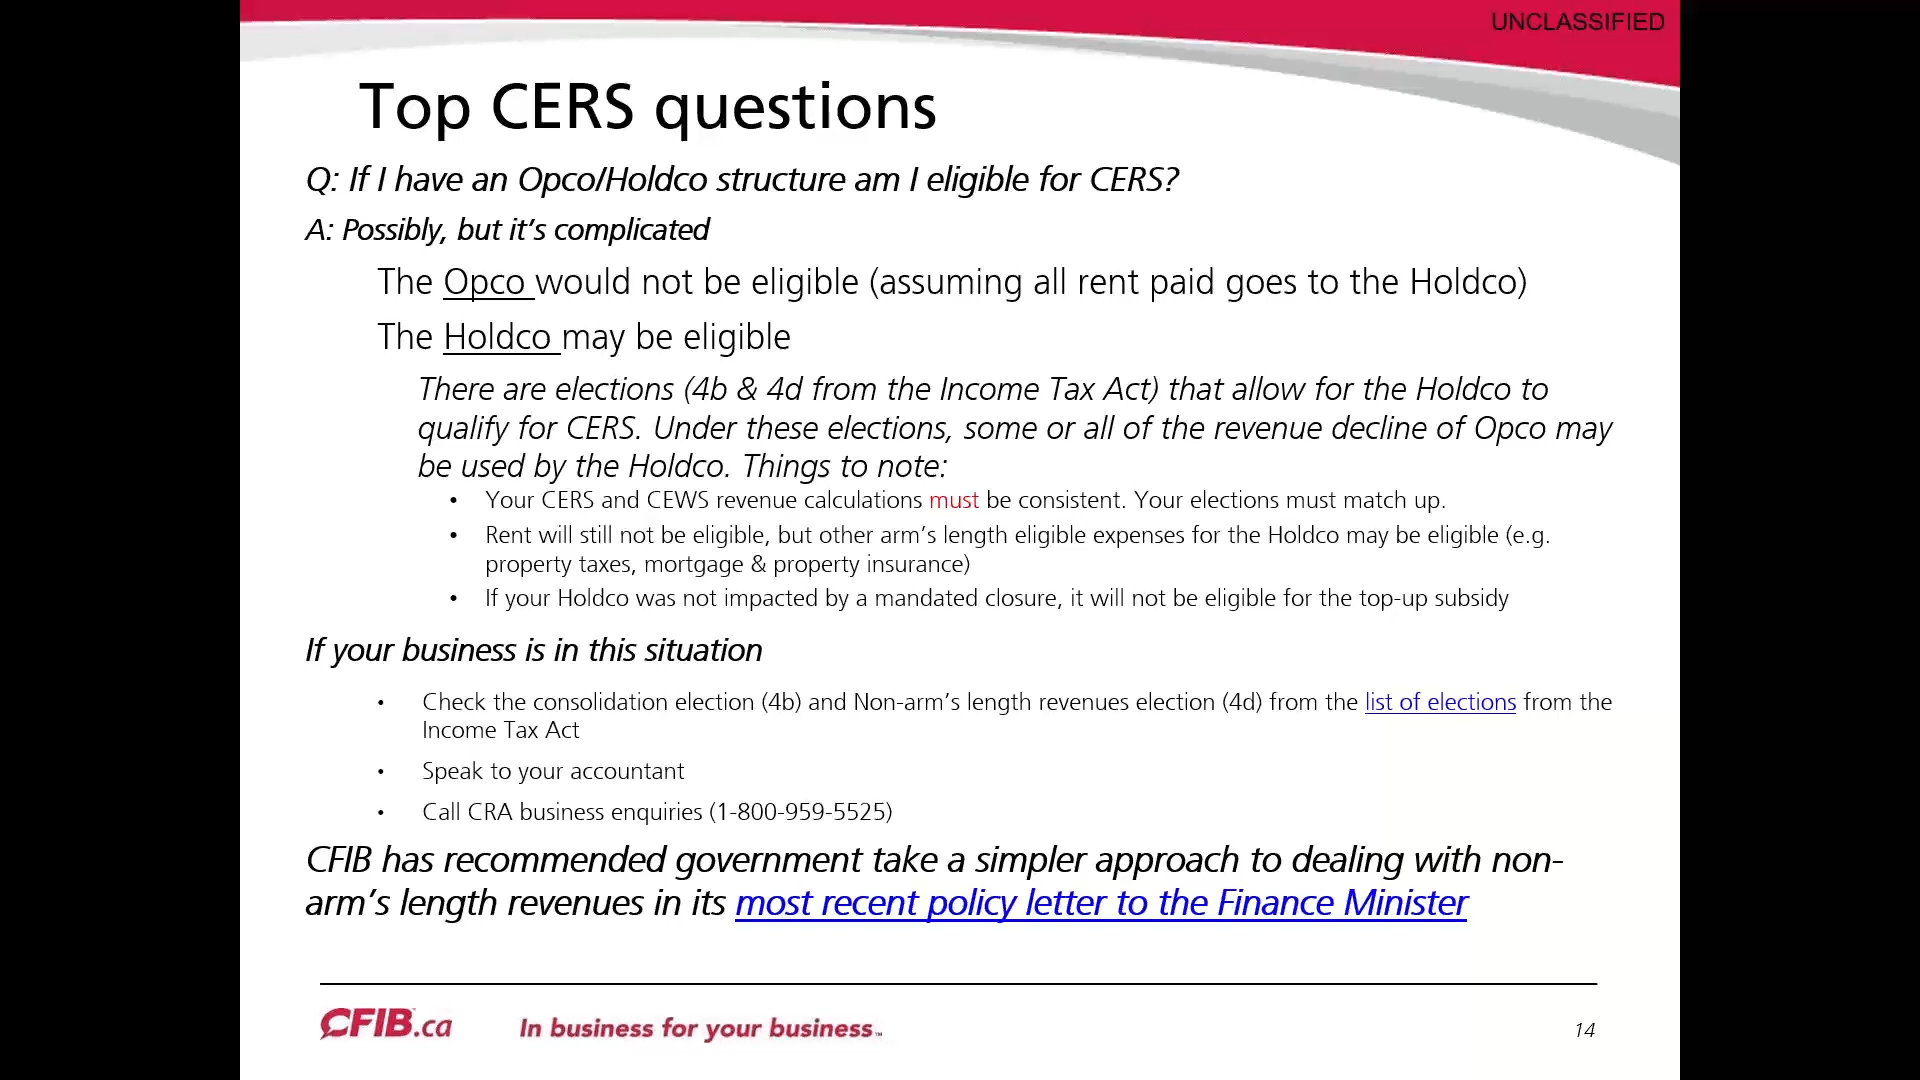 UNCLASSIFIED
Top CERS questions
Q: If I have an Opco/Holdco structure am I eligible for CERS?
A: Possibly, but it's complicated
The Opco would not be eligible (assuming all rent paid goes to the Holdco)
The Holdco may be eligible
There are elections (4b & 4d from the Income Tax Act) that allow for the Holdco to
qualify for CERS. Under these elections, some or all of the revenue decline of Opco may
be used by the Holdco. Things to note:
• Your CERS and CEWS revenue calculations must be consistent. Your elections must match up.
• Rent will still not be eligible, but other arm's length eligible expenses for the Holdco may be eligible (e.g.
property taxes, mortgage & property insurance)
• If your Holdco was not impacted by a mandated closure, it will not be eligible for the top-up subsidy
If your business is in this situation
• Check the consolidation election (4b) and Non-arm's length revenues election (4d) from the list of elections from the
Income Tax Act
• Speak to your accountant
• Call CRA business enquiries (1-800-959-5525)
CFIB has recommended government take a simpler approach to dealing with non-
arm's length revenues in its most recent policy letter to the Finance Minister
CFIB.ca In business for your business™ 14